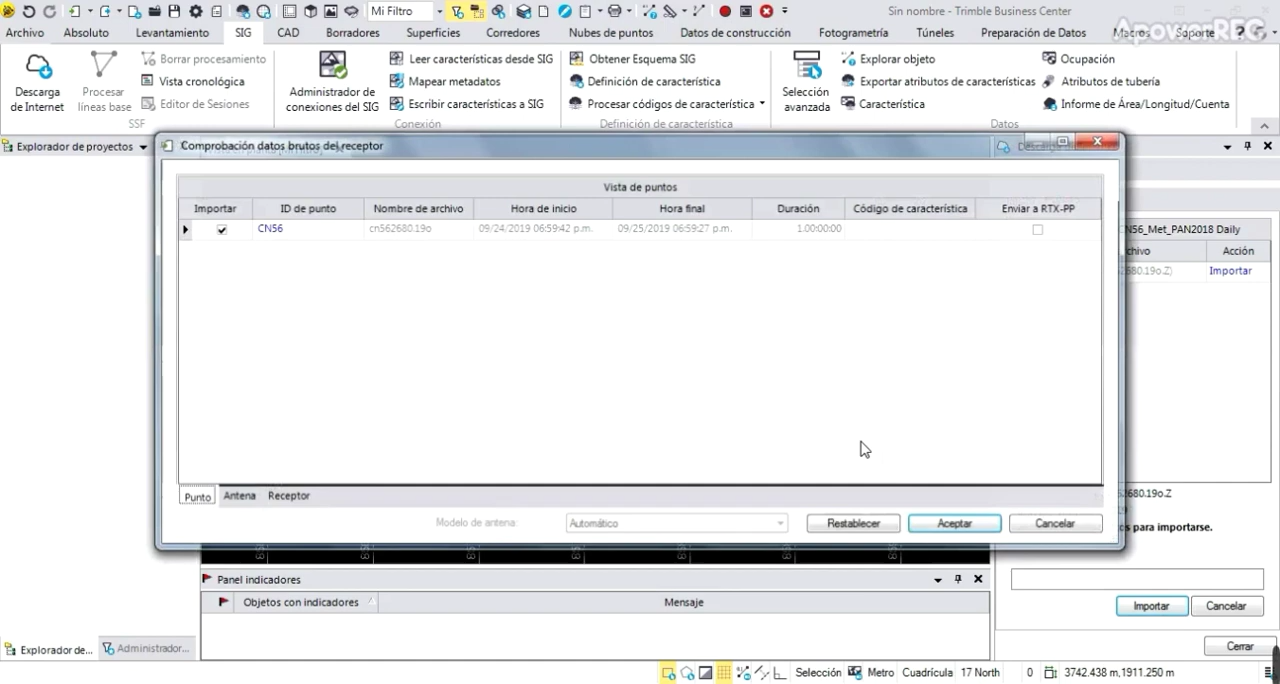 Mi Filtro
Sin nombre - Trimble Business Center
Archivo Absoluto Levantamiento SIG CAD Borradores Superficies Corredores Nubes de puntos Datos de construcción Fotogrametría Túneles Preparación de Datos Macros Soporte
ApowerREC
Descarga de Internet
Procesar líneas base
Borrar procesamiento
Vista cronológica
Editor de Sesiones
SSF
Administrador de conexiones del SIG
Leer características desde SIG
Mapear metadatos
Escribir características a SIG
Conexión
Obtener Esquema SIG
Definición de característica
Procesar códigos de característica
Definición de característica
Selección avanzada
Explorar objeto
Exportar atributos de características
Característica
Ocupación
Atributos de tubería
Informe de Área/Longitud/Cuenta
Datos
Explorador de proyectos
Comprobación datos brutos del receptor
Vista de puntos
Importar ID de punto Nombre de archivo Hora de inicio Hora final Duración Código de característica Enviar a RTX-PP
CN56 cn562680.19o 09/24/2019 06:59:42 p.m. 09/25/2019 06:59:27 p.m. 1.00:00:00
Punto Antena Receptor
Modelo de antena: Automático Restablecer Aceptar Cancelar
CN56_Met_PAN2018 Daily
chivo Acción
680.19o.Z) Importar
680.19o.Z
os para importarse.
Importar Cancelar
Cerrar
Panel indicadores
Objetos con indicadores Mensaje
Explorador de... Administrador...
Selección Metro Cuadrícula 17 North 0 3742.438 m,1911.250 m